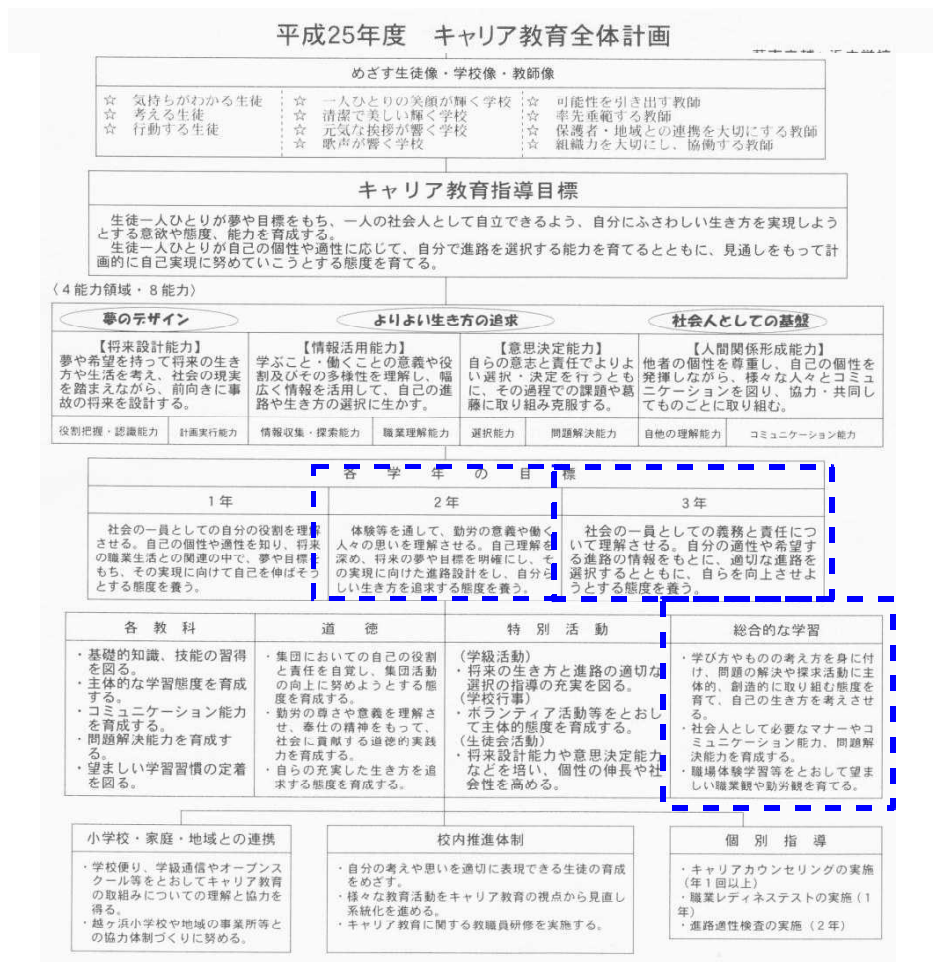 平成25年度　キャリア教育全体計画
めざす生徒像・学校像・教師像
☆　気持ちがわかる生徒
☆　考える生徒
☆　行動する生徒
☆　一人ひとりの笑顔が輝く学校
☆　清潔で美しい輝く学校
☆　元気な挨拶が響く学校
☆　歌声が響く学校
☆　可能性を引き出す教師
☆　率先垂範する教師
☆　保護者・地域との連携を大切にする教師
☆　組織力を大切にし、協働する教師
キャリア教育指導目標
生徒一人ひとりが夢や目標をもち、一人の社会人として自立できるよう、自分にふさわしい生き方を実現しよう
とする意欲や態度、能力を育成する。
生徒一人ひとりが自己の個性や適性に応じて、自分で進路を選択する能力を育てるとともに、見通しをもって計
画的に自己実現に努めていこうとする態度を育てる。
〈４能力領域・８能力〉
夢のデザイン
よりよい生き方の追求
社会人としての基盤
【将来設計能力】
夢や希望を持って将来の生き
方や生活を考え、社会の現実
を踏まえながら、前向きに事
故の将来を設計する。
【情報活用能力】
学ぶこと・働くことの意義や役
割及びその多様性を理解し、幅
広く情報を活用して、自己の進
路や生き方の選択に生かす。
【意思決定能力】
自らの意志と責任でよりよ
い選択・決定を行うととも
に、その過程での課題や葛
藤に取り組み克服する。
【人間関係形成能力】
他者の個性を尊重し、自己の個性を
発揮しながら、様々な人々とコミュ
ニケーションを図り、協力・共同し
てものごとに取り組む。
役割把握・認識能力
計画実行能力
情報収集・探索能力
職業理解能力
選択能力
問題解決能力
自他の理解能力
コミュニケーション能力
各　学　年　の　目　標
１年
社会の一員としての自分の役割を理解
させる。自己の個性や適性を知り、将来
の職業生活との関連の中で、夢や目標を
もち、その実現に向けて自己を伸ばそう
とする態度を養う。
２年
体験等を通して、勤労の意義や働く
人々の思いを理解させる。自己理解を
深め、将来の夢や目標を明確にし、そ
の実現に向けた進路設計をし、自分ら
しい生き方を追求する態度を養う。
３年
社会の一員としての義務と責任につ
いて理解させる。自分の適性や希望す
る進路の情報をもとに、適切な進路を
選択するとともに、自らを向上させよ
うとする態度を養う。
各　教　科
・基礎的知識、技能の習得
を図る。
・主体的な学習態度を育成
する。
・コミュニケーション能力
を育成する。
・問題解決能力を育成す
る。
・望ましい学習習慣の定着
を図る。
道　　徳
・集団においての自己の役割
と責任を自覚し、集団活動
の向上に努めようとする態
度を育成する。
・勤労の尊さや意義を理解さ
せ、奉仕の精神をもって、
社会に貢献する道徳的実践
力を育成する。
・自らの充実した生き方を追
求する態度を育成する。
特　別　活　動
（学級活動）
・将来の生き方と進路の適切な
選択の指導の充実を図る。
（学校行事）
・ボランティア活動等をとおし
て主体的態度を育成する。
（生徒会活動）
・将来設計能力や意思決定能力
などを培い、個性の伸長や社
会性を高める。
総合的な学習
・学び方やものの考え方を身に付
け、問題の解決や探求活動に主
体的、創造的に取り組む態度を
育て、自己の生き方を考えさせ
る。
・社会人として必要なマナーやコ
ミュニケーション能力、問題解
決能力を育成する。
・職場体験学習等をとおして望ま
しい職業観や勤労観を育てる。
小学校・家庭・地域との連携
・学校便り、学級通信やオープンス
クール等をとおしてキャリア教育
の取組みについての理解と協力を
得る。
・越ヶ浜小学校や地域の事業所等と
の協力体制づくりに努める。
校内推進体制
・自分の考えや思いを適切に表現できる生徒の育成
をめざす。
・様々な教育活動をキャリア教育の視点から見直し
系統化を進める。
・キャリア教育に関する教職員研修を実施する。
個　別　指　導
・キャリアカウンセリングの実施
（年１回以上）
・職業レディネステストの実施（１
年）
・進路適性検査の実施（２年）